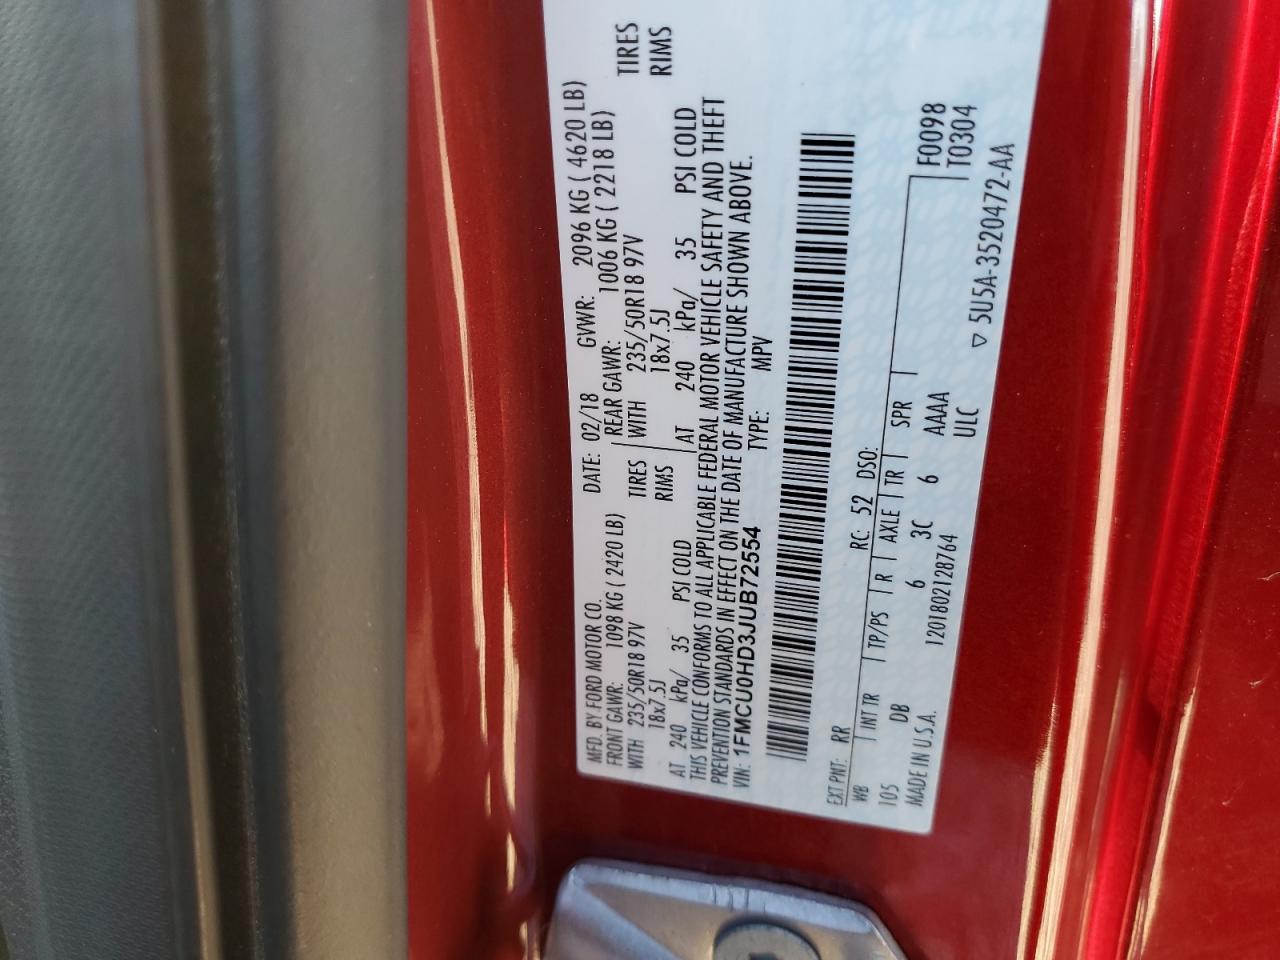 MFD. BY FORD MOTOR CO.
DATE: 02/18 GVWR: 2096 KG ( 4620 LB)
FRONT GAWR: 1098 KG ( 2420 LB) REAR GAWR: 1006 KG ( 2218 LB)
WITH 235/50R18 97V TIRES WITH 235/50R18 97V TIRES
18x7.5J RIMS 18x7.5J RIMS
AT 240 kPa/ 35 PSI COLD AT 240 kPa/ 35 PSI COLD
THIS VEHICLE CONFORMS TO ALL APPLICABLE FEDERAL MOTOR VEHICLE SAFETY AND THEFT
PREVENTION STANDARDS IN EFFECT ON THE DATE OF MANUFACTURE SHOWN ABOVE.
VIN: 1FMCU0HD3JUB72554 TYPE: MPV
EXT PNT: RR RC: 52 DSO:
WB INT TR TP/PS R AXLE TR SPR F0098
105 DB 6 3C 6 AAAA T0304
MADE IN U.S.A. 1201802128764 ULC
▽ 5U5A-3520472-AA